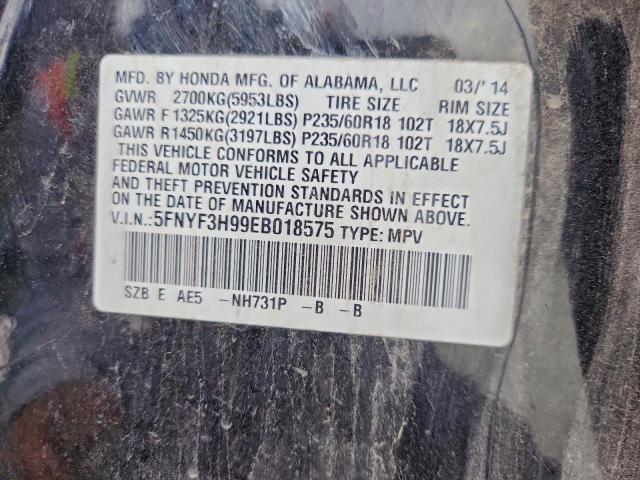 MFD. BY HONDA MFG. OF ALABAMA, LLC 03/'14
GVWR 2700KG(5953LBS) TIRE SIZE RIM SIZE
GAWR F1325KG(2921LBS) P235/60R18 102T 18X7.5J
GAWR R1450KG(3197LBS) P235/60R18 102T 18X7.5J
THIS VEHICLE CONFORMS TO ALL APPLICABLE
FEDERAL MOTOR VEHICLE SAFETY
AND THEFT PREVENTION STANDARDS IN EFFECT
ON THE DATE OF MANUFACTURE SHOWN ABOVE.
V.I.N.:5FNYF3H99EB018575 TYPE: MPV
SZB E AE5 -NH731P -B -B